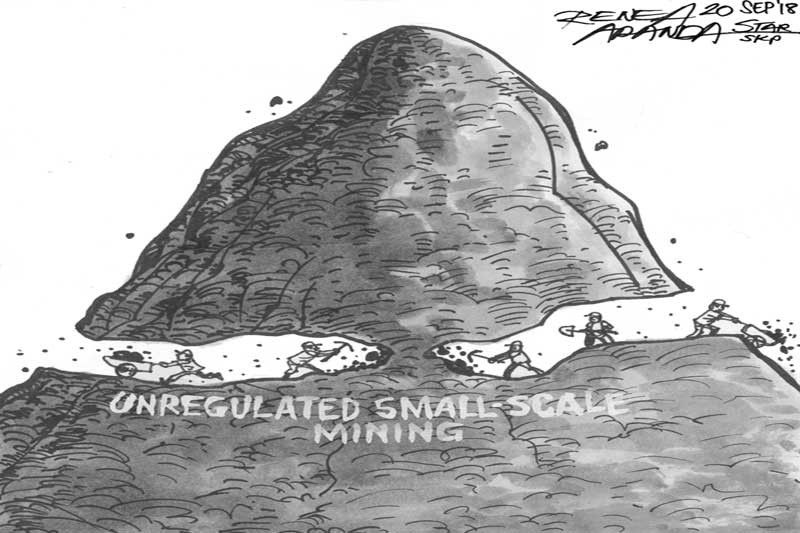 RENE ARANDA 20 SEP '18
STAR
SKP
UNREGULATED SMALL-SCALE
MINING